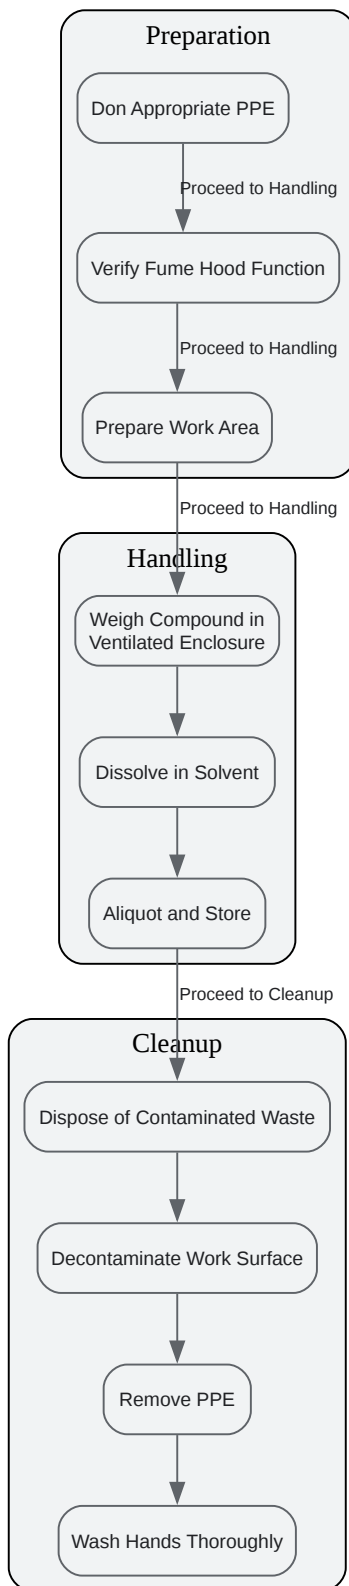 Preparation
Don Appropriate PPE
Proceed to Handling
Verify Fume Hood Function
Proceed to Handling
Prepare Work Area
Proceed to Handling
Handling
Weigh Compound in
Ventilated Enclosure
Dissolve in Solvent
Aliquot and Store
Proceed to Cleanup
Cleanup
Dispose of Contaminated Waste
Decontaminate Work Surface
Remove PPE
Wash Hands Thoroughly